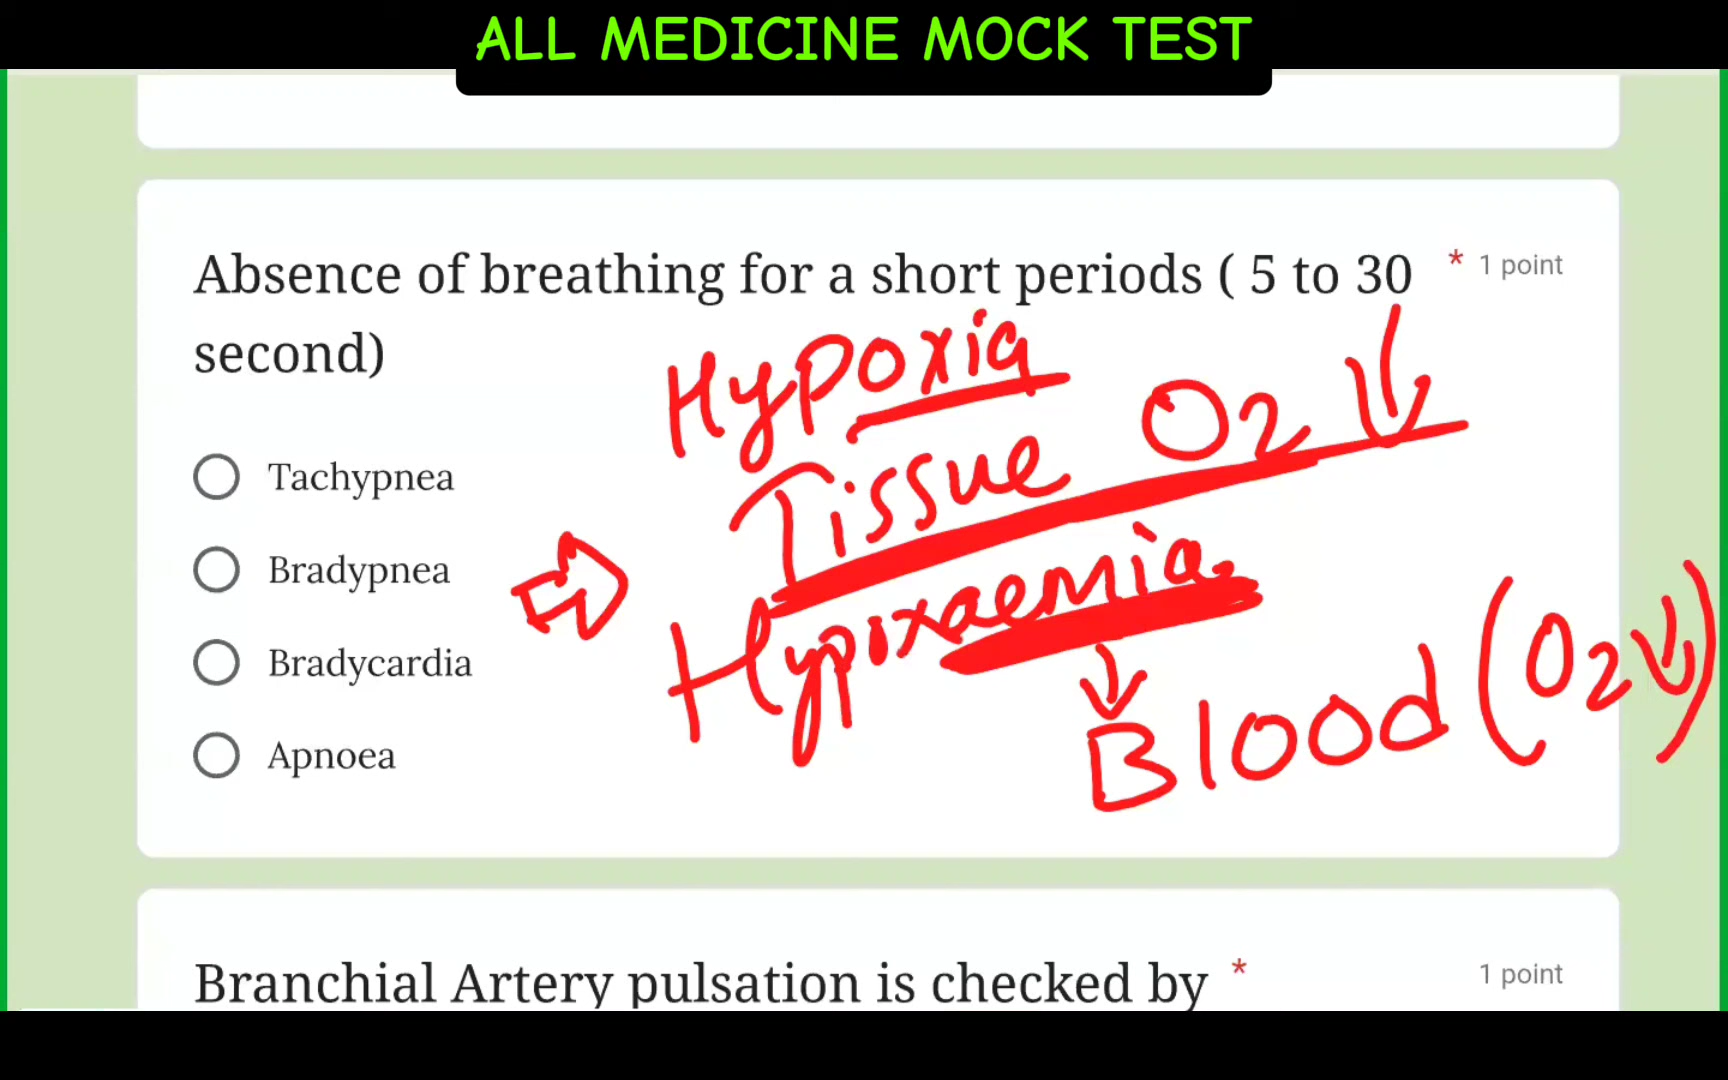 ALL MEDICINE MOCK TEST
Absence of breathing for a short periods ( 5 to 30 * 1 point
second)
Hypoxia
Tissue O2 ↓
Tachypnea
Bradypnea
⇨ Hypoxaemia
↓
Blood (O2↓)
Bradycardia
Apnoea
Branchial Artery pulsation is checked by * 1 point